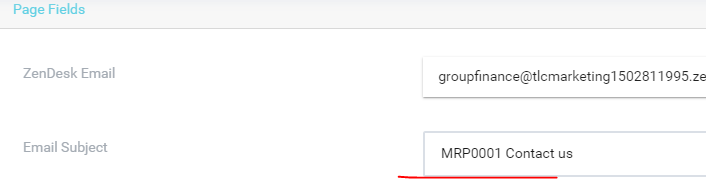 Page Fields
ZenDesk Email
groupfinance@tlcmarketing1502811995.ze
Email Subject
MRP0001 Contact us